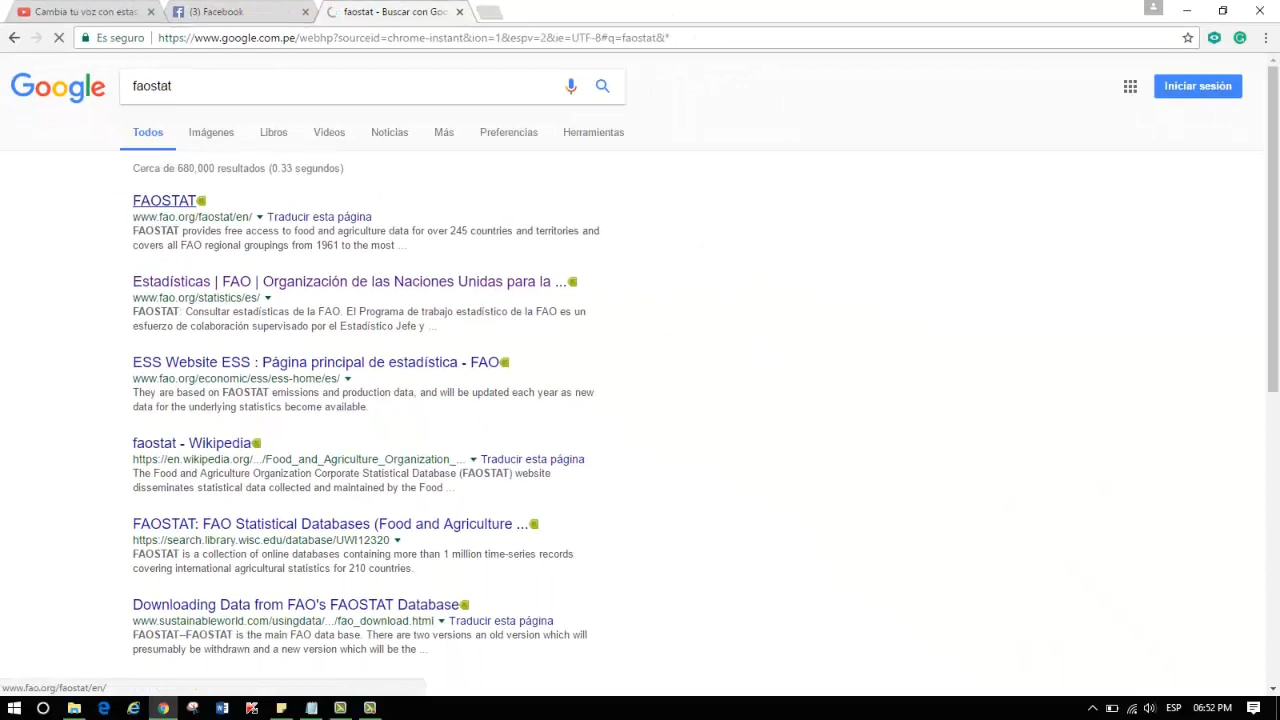 Cambia tu voz con estas
(3) Facebook
faostat - Buscar con Goo
Es seguro
https://www.google.com.pe/webhp?sourceid=chrome-instant&ion=1&espv=2&ie=UTF-8#q=faostat&*
Google
faostat
Iniciar sesión
Todos
Imágenes
Libros
Videos
Noticias
Más
Preferencias
Herramientas
Cerca de 680,000 resultados (0.33 segundos)
FAOSTAT
www.fao.org/faostat/en/ Traducir esta página
FAOSTAT provides free access to food and agriculture data for over 245 countries and territories and
covers all FAO regional groupings from 1961 to the most ...
Estadísticas | FAO | Organización de las Naciones Unidas para la ...
www.fao.org/statistics/es/
FAOSTAT: Consultar estadísticas de la FAO. El Programa de trabajo estadístico de la FAO es un
esfuerzo de colaboración supervisado por el Estadístico Jefe y ...
ESS Website ESS : Página principal de estadística - FAO
www.fao.org/economic/ess/ess-home/es/
They are based on FAOSTAT emissions and production data, and will be updated each year as new
data for the underlying statistics become available.
faostat - Wikipedia
https://en.wikipedia.org/.../Food_and_Agriculture_Organization_... Traducir esta página
The Food and Agriculture Organization Corporate Statistical Database (FAOSTAT) website
disseminates statistical data collected and maintained by the Food ...
FAOSTAT: FAO Statistical Databases (Food and Agriculture ...
https://search.library.wisc.edu/database/UWI12320
FAOSTAT is a collection of online databases containing more than 1 million time-series records
covering international agricultural statistics for 210 countries.
Downloading Data from FAO's FAOSTAT Database
www.sustainableworld.com/usingdata/.../fao_download.html Traducir esta página
FAOSTAT–FAOSTAT is the main FAO data base. There are two versions an old version which will
presumably be withdrawn and a new version which will be the ...
www.fao.org/faostat/en/
ESP
06:52 PM